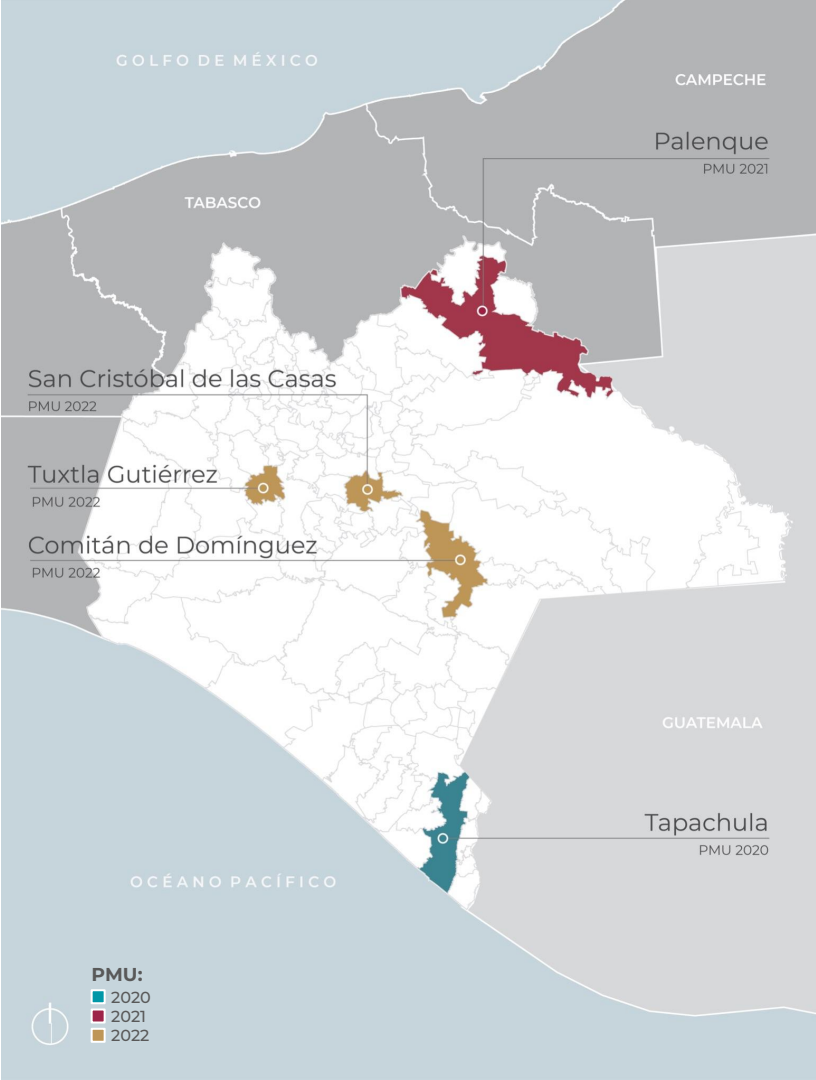 GOLFO DE MÉXICO
CAMPECHE
Palenque
PMU 2021
TABASCO
San Cristóbal de las Casas
PMU 2022
Tuxtla Gutiérrez
PMU 2022
Comitán de Domínguez
PMU 2022
GUATEMALA
Tapachula
PMU 2020
OCÉANO PACÍFICO
PMU:
2020
2021
2022